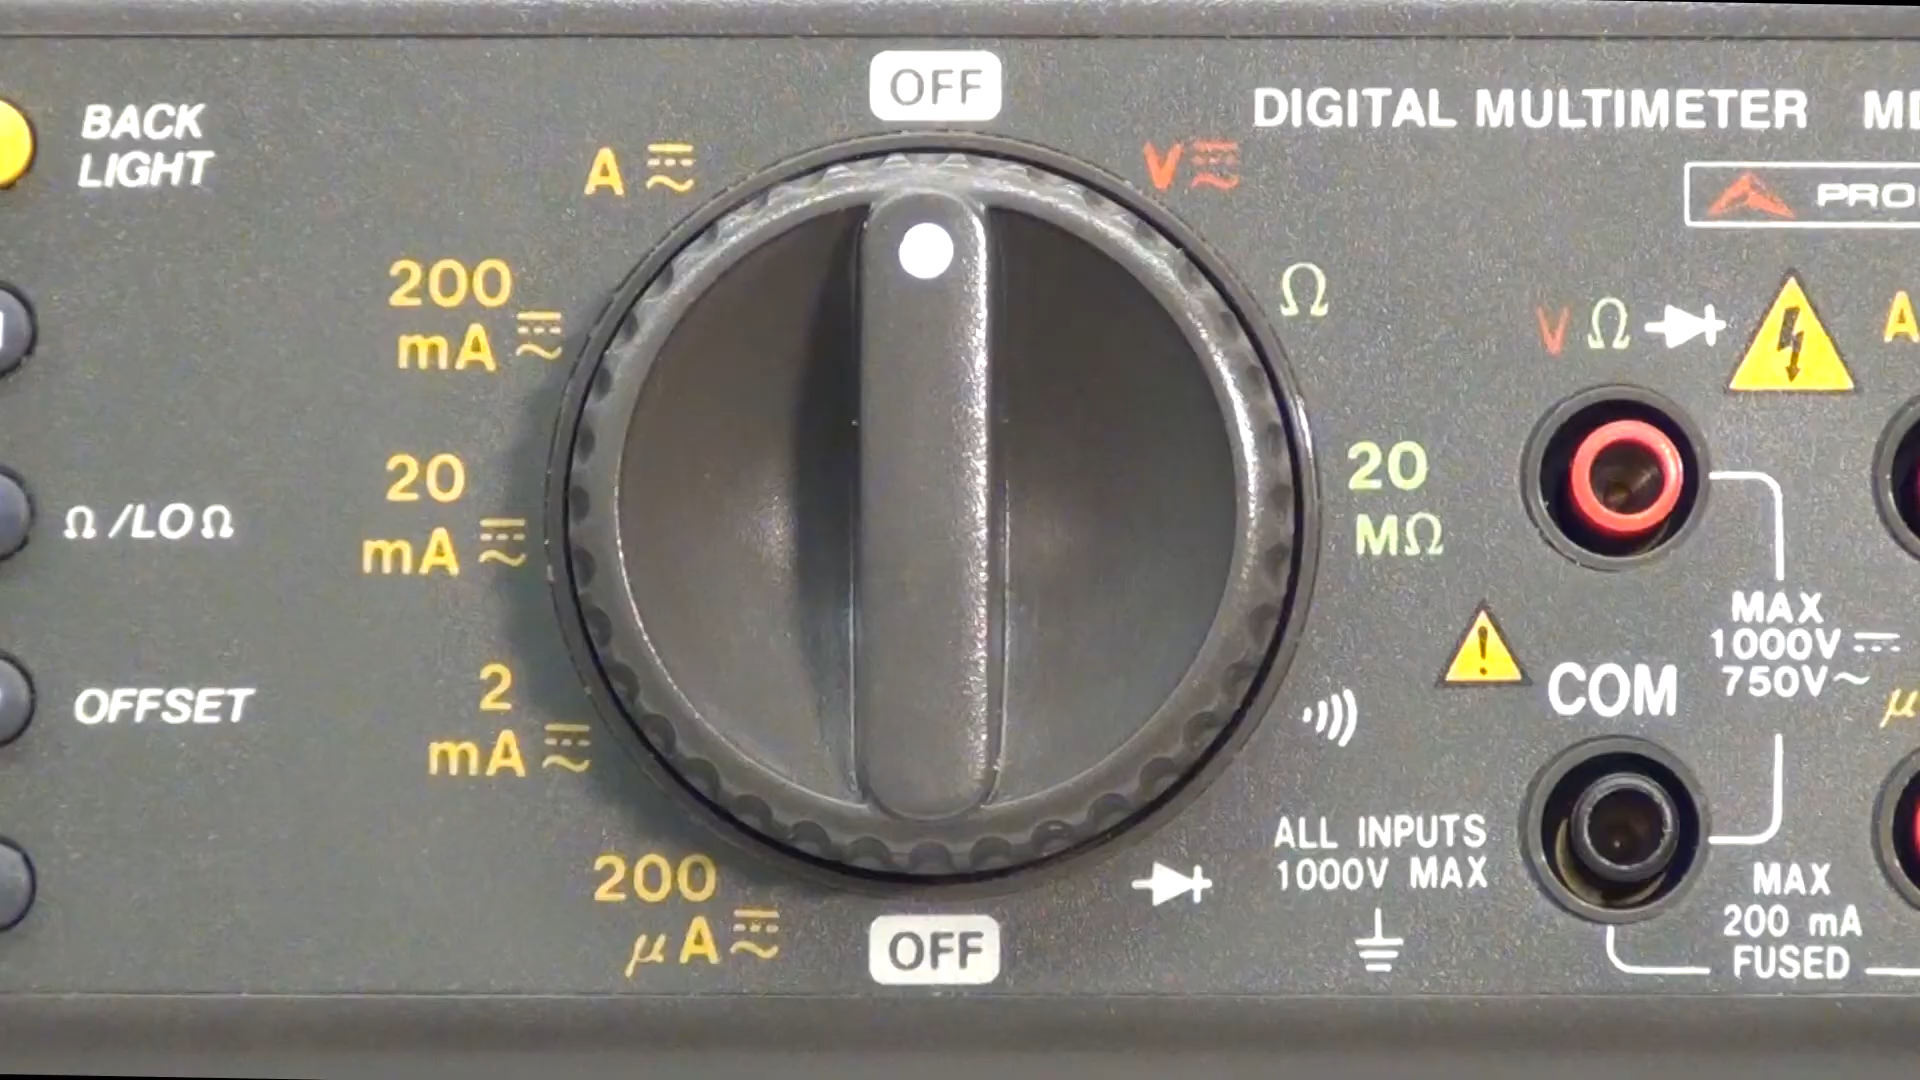 OFF
BACK
LIGHT
A
V
DIGITAL MULTIMETER
200
mA
Ω
V Ω
A
20
mA
20
MΩ
Ω/LO Ω
OFFSET
2
mA
MAX
1000V
750V~
COM
μ
ALL INPUTS
1000V MAX
200
μA
OFF
MAX
200 mA
FUSED